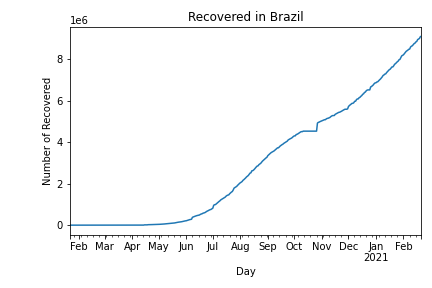 Recovered in Brazil
1e6
8
6
4
2
0
Number of Recovered
Feb Mar Apr May Jun Jul Aug Sep Oct Nov Dec Jan Feb
2021
Day